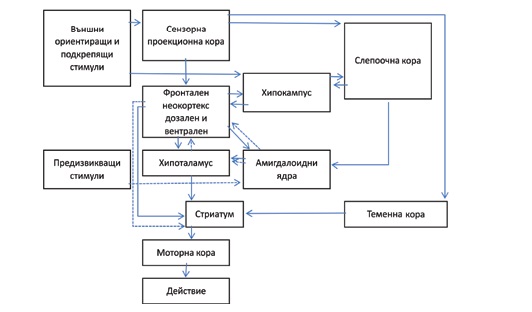 Външни
ориентиращи и
подкрепящи
стимули
Сензорна
проекционна кора
Слепоочна кора
Фронтален
неокортекс
дозален и
вентрален
Хипокампус
Предизвикващи
стимули
Хипоталамус
Амигдалоидни
ядра
Стриатум
Теменна кора
Моторна кора
Действие